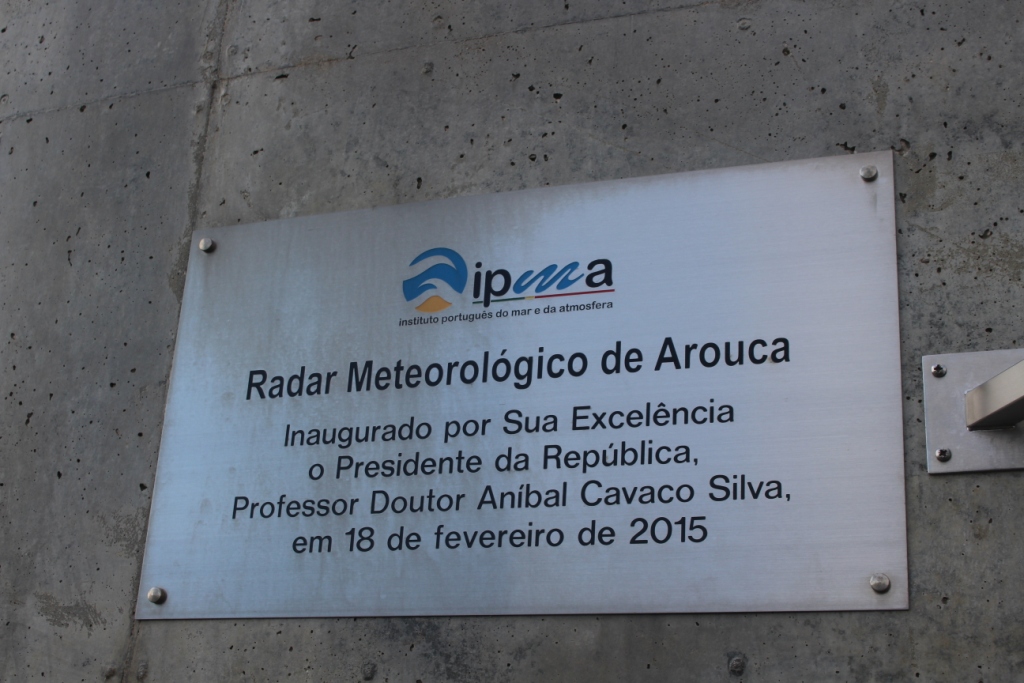 ipma
instituto português do mar e da atmosfera
Radar Meteorológico de Arouca
Inaugurado por Sua Excelência
o Presidente da República,
Professor Doutor Aníbal Cavaco Silva,
em 18 de fevereiro de 2015